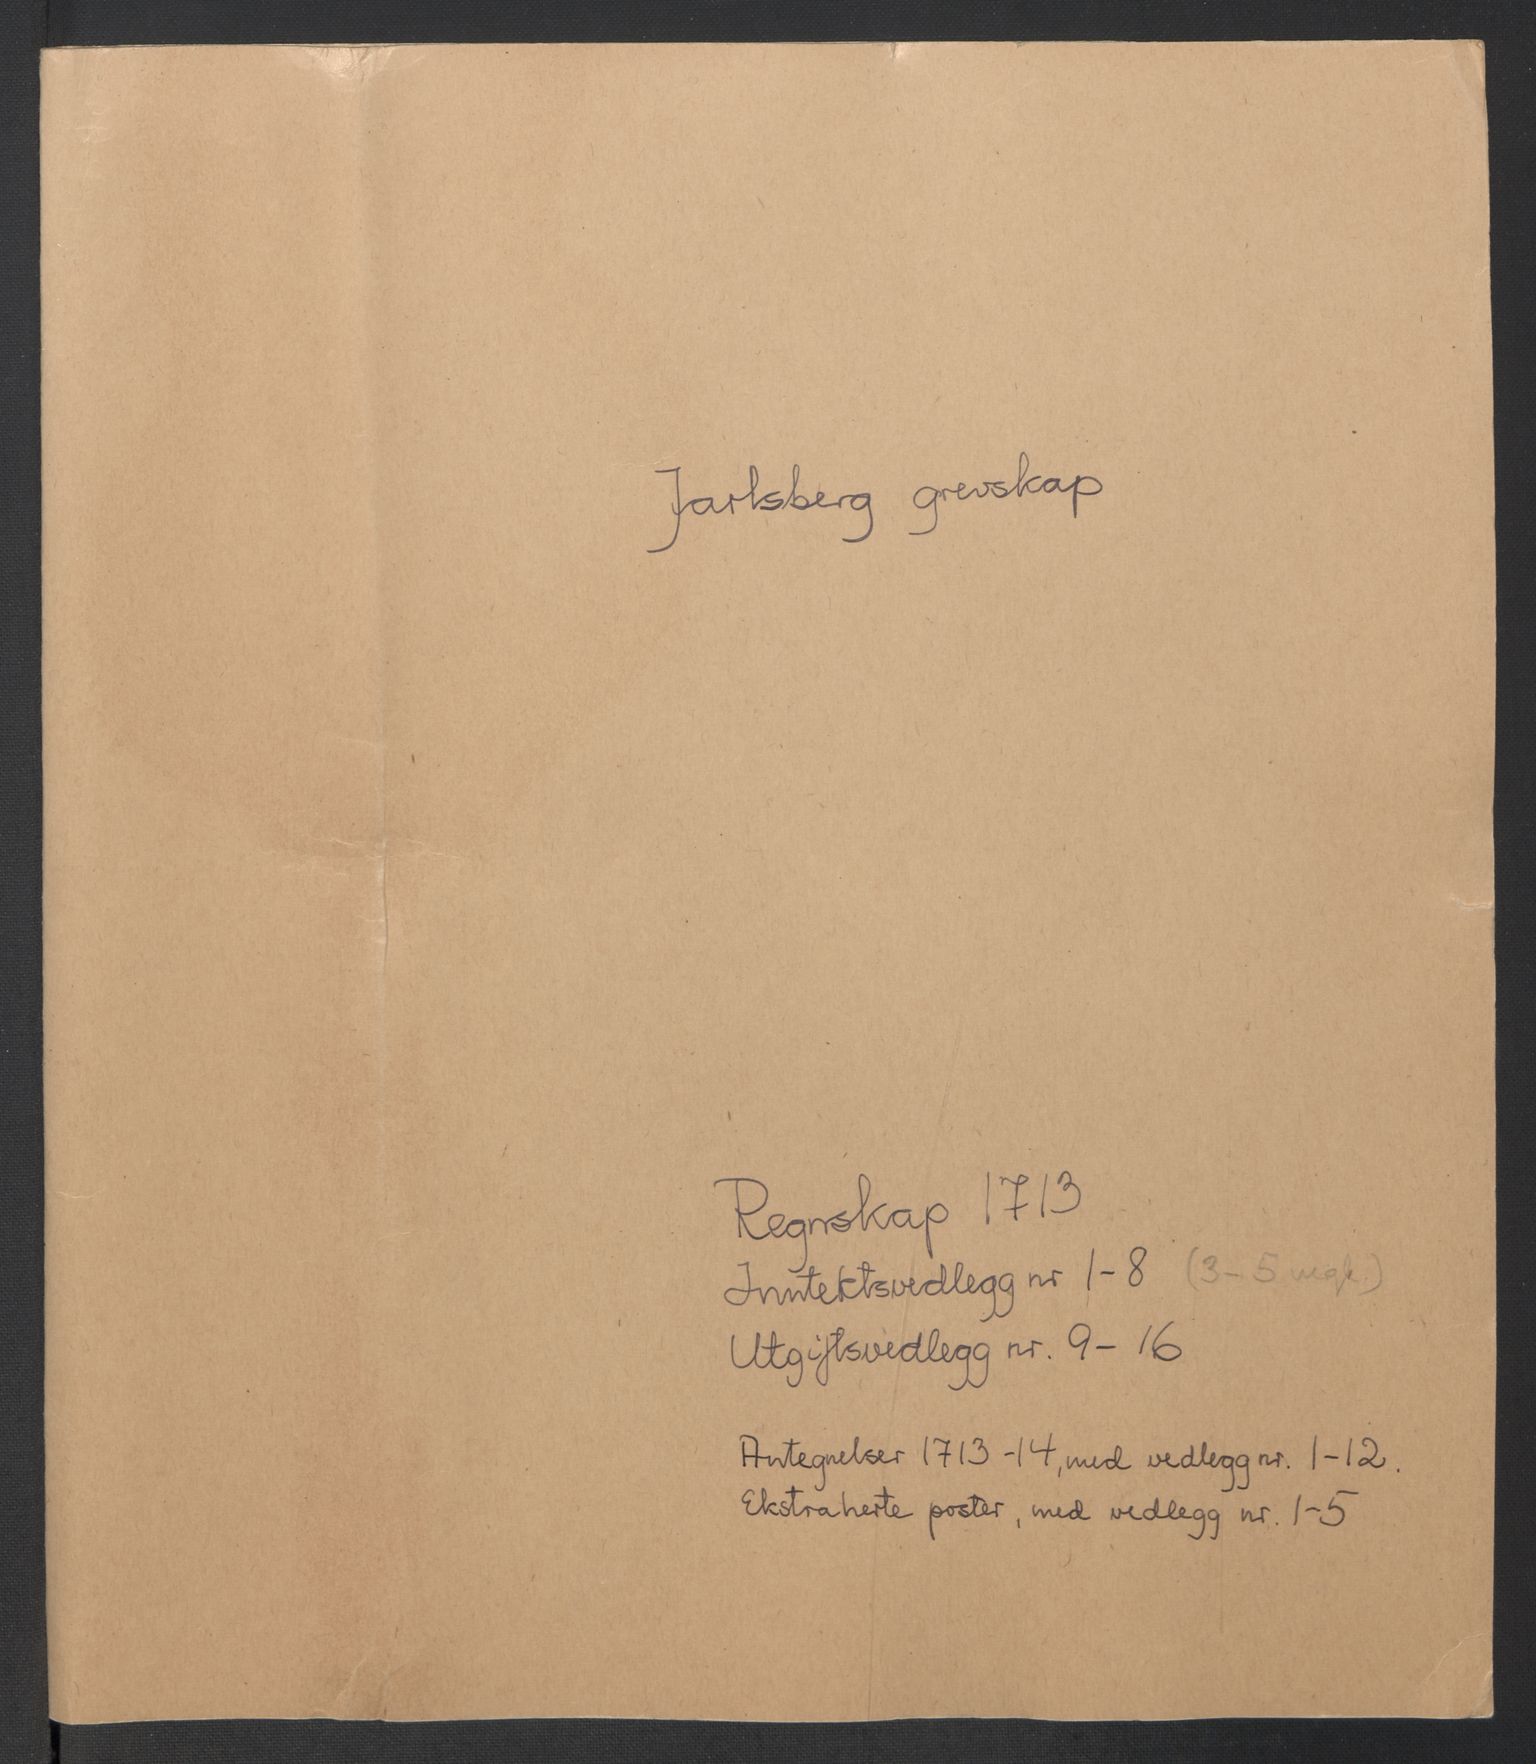 Jarlsberg grevskap
Regnskap 1713
Inntektsvedlegg nr 1-8 (3-5
Utgiftsvedlegg nr. 9-16
Antegnelser 1713-14, med vedlegg nr. 1-12.
Ekstraherte poster, med vedlegg nr. 1-5